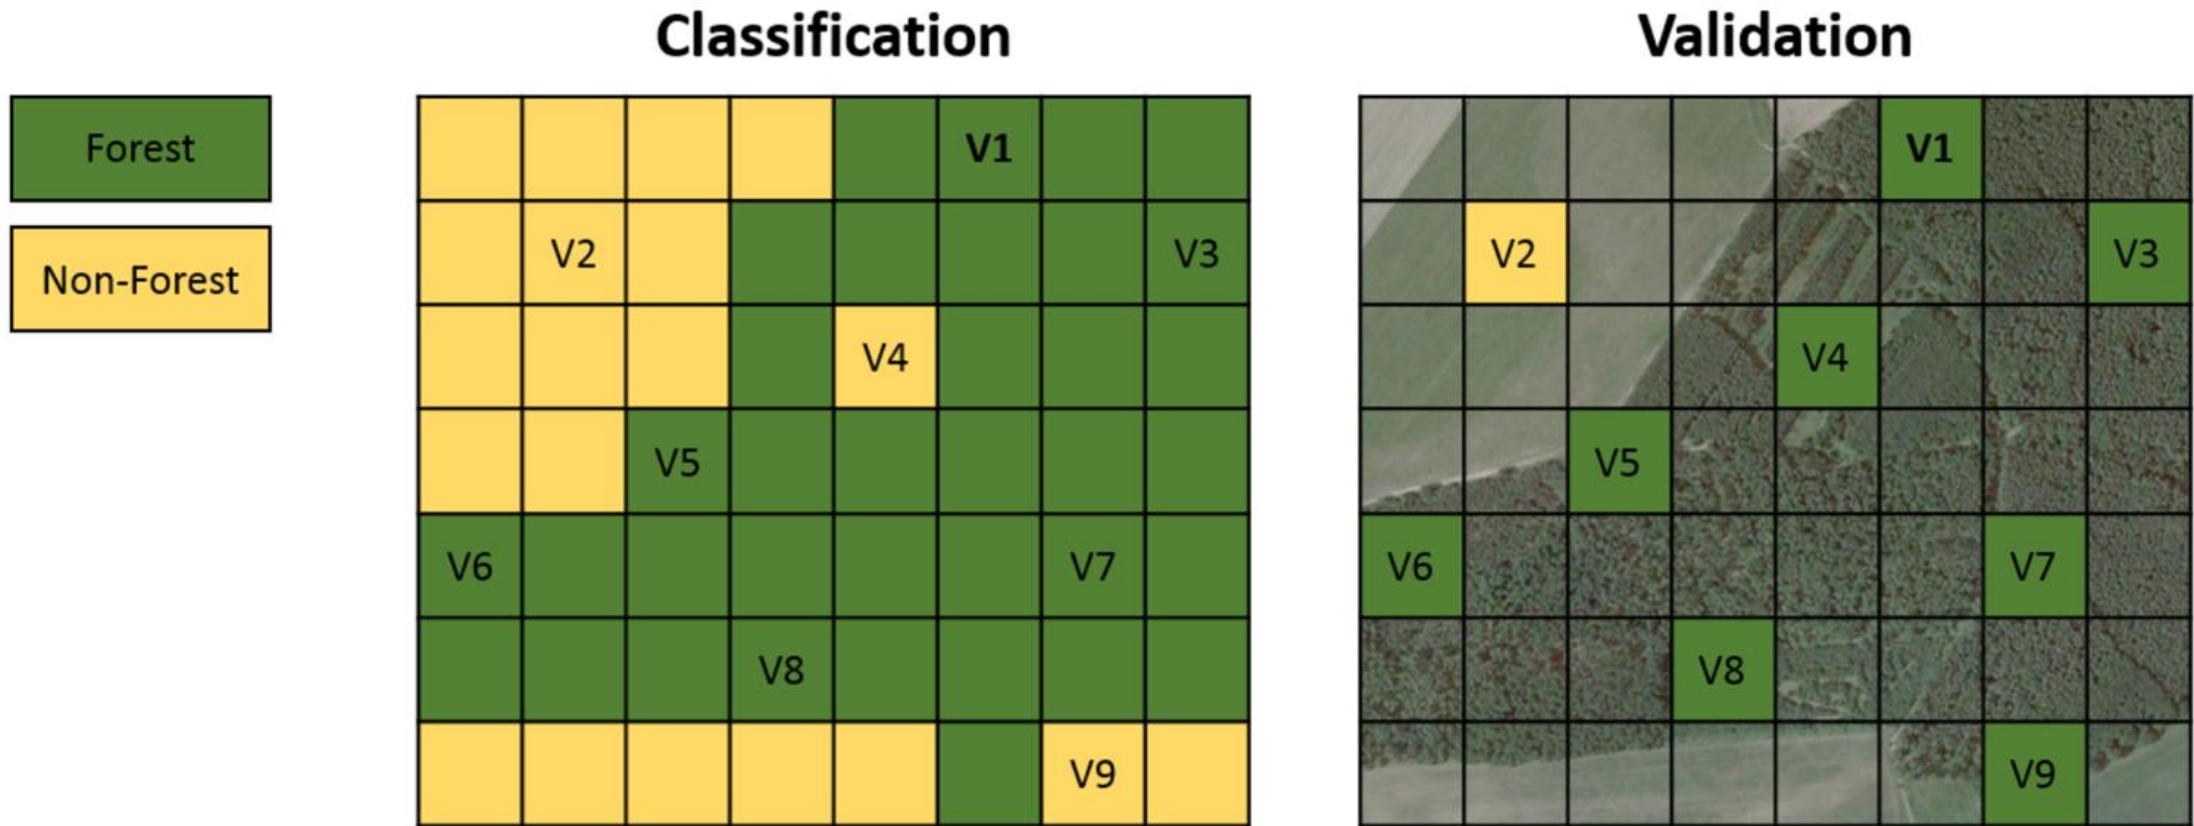 Classification
Validation
Forest
Non-Forest
V1
V2
V3
V4
V5
V6
V7
V8
V9
V1
V2
V3
V4
V5
V6
V7
V8
V9